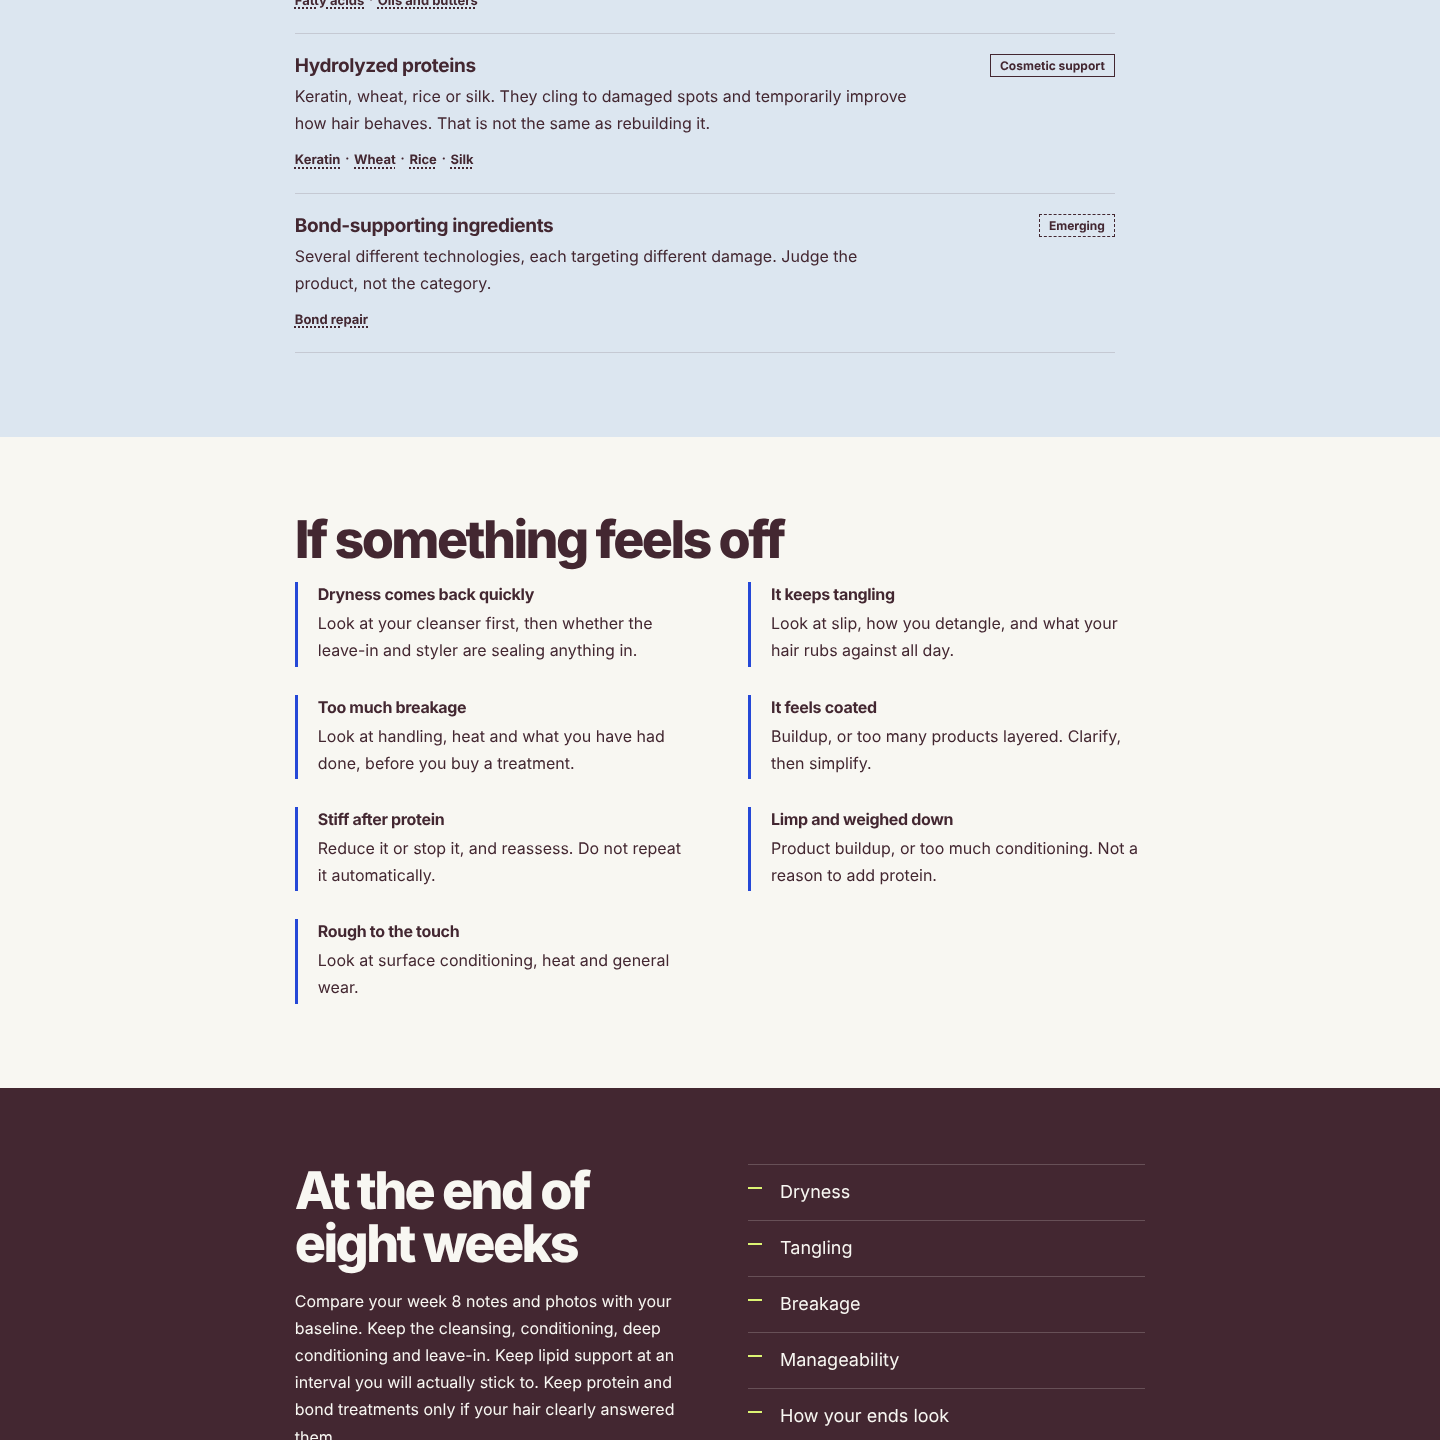 Fatty acids · Oils and butters
Hydrolyzed proteins
Cosmetic support
Keratin, wheat, rice or silk. They cling to damaged spots and temporarily improve
how hair behaves. That is not the same as rebuilding it.
Keratin · Wheat · Rice · Silk
Bond-supporting ingredients
Emerging
Several different technologies, each targeting different damage. Judge the
product, not the category.
Bond repair
If something feels off
Dryness comes back quickly
Look at your cleanser first, then whether the
leave-in and styler are sealing anything in.
It keeps tangling
Look at slip, how you detangle, and what your
hair rubs against all day.
Too much breakage
Look at handling, heat and what you have had
done, before you buy a treatment.
It feels coated
Buildup, or too many products layered. Clarify,
then simplify.
Stiff after protein
Reduce it or stop it, and reassess. Do not repeat
it automatically.
Limp and weighed down
Product buildup, or too much conditioning. Not a
reason to add protein.
Rough to the touch
Look at surface conditioning, heat and general
wear.
At the end of
eight weeks
Compare your week 8 notes and photos with your
baseline. Keep the cleansing, conditioning, deep
conditioning and leave-in. Keep lipid support at an
interval you will actually stick to. Keep protein and
bond treatments only if your hair clearly answered
them.
Dryness
Tangling
Breakage
Manageability
How your ends look